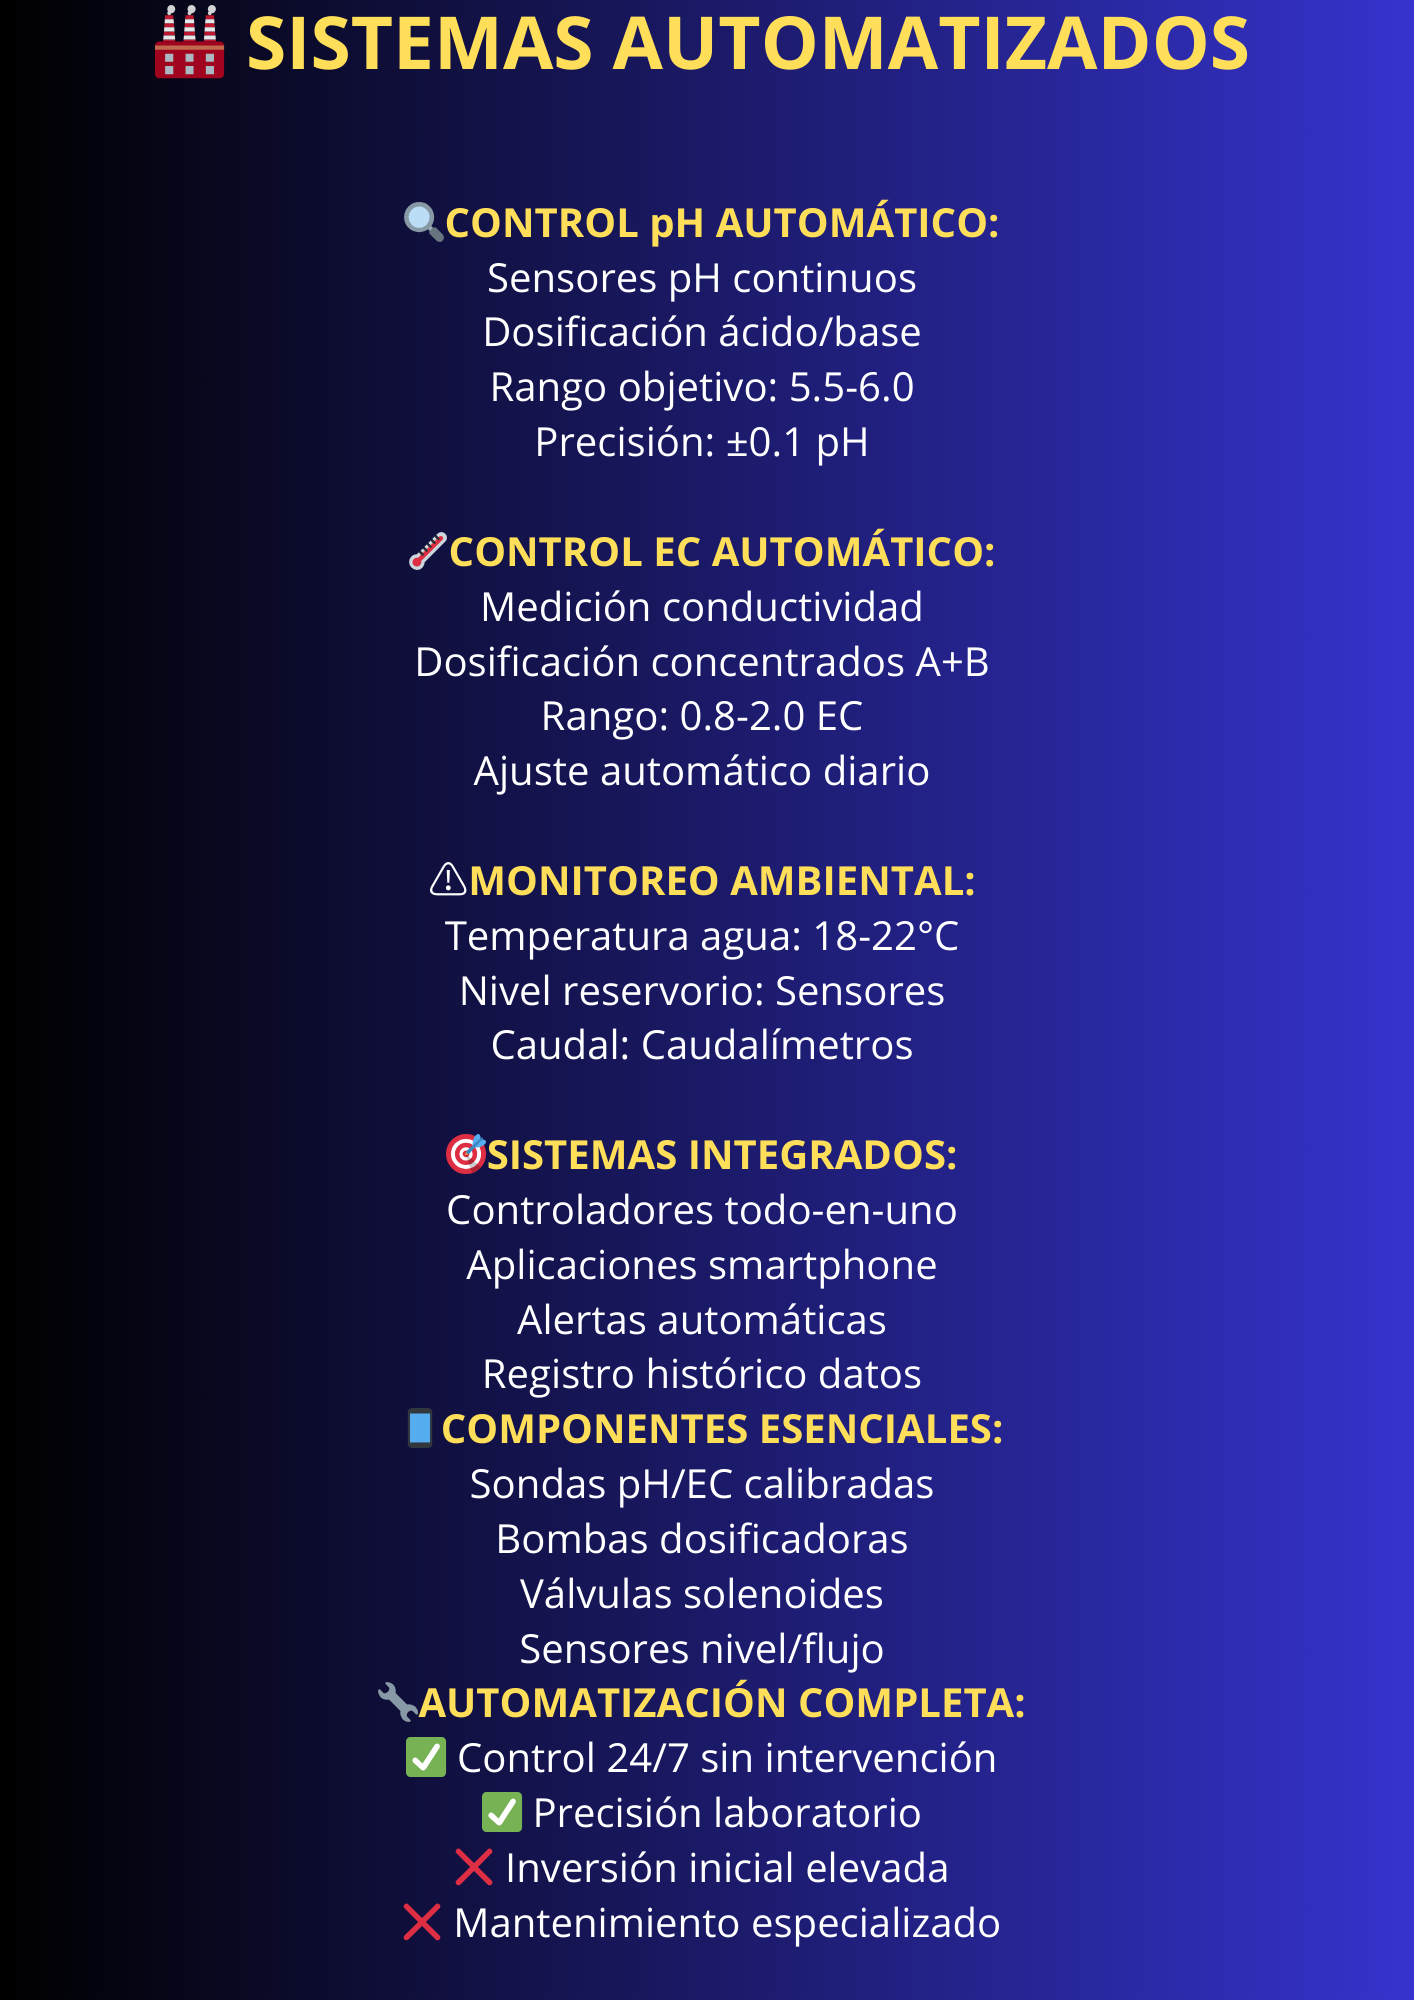 🏭 SISTEMAS AUTOMATIZADOS
🔍CONTROL pH AUTOMÁTICO:
Sensores pH continuos
Dosificación ácido/base
Rango objetivo: 5.5-6.0
Precisión: ±0.1 pH
🌡️CONTROL EC AUTOMÁTICO:
Medición conductividad
Dosificación concentrados A+B
Rango: 0.8-2.0 EC
Ajuste automático diario
⚠MONITOREO AMBIENTAL:
Temperatura agua: 18-22°C
Nivel reservorio: Sensores
Caudal: Caudalímetros
🎯SISTEMAS INTEGRADOS:
Controladores todo-en-uno
Aplicaciones smartphone
Alertas automáticas
Registro histórico datos
📱COMPONENTES ESENCIALES:
Sondas pH/EC calibradas
Bombas dosificadoras
Válvulas solenoides
Sensores nivel/flujo
🔧AUTOMATIZACIÓN COMPLETA:
✅ Control 24/7 sin intervención
✅ Precisión laboratorio
❌ Inversión inicial elevada
❌ Mantenimiento especializado